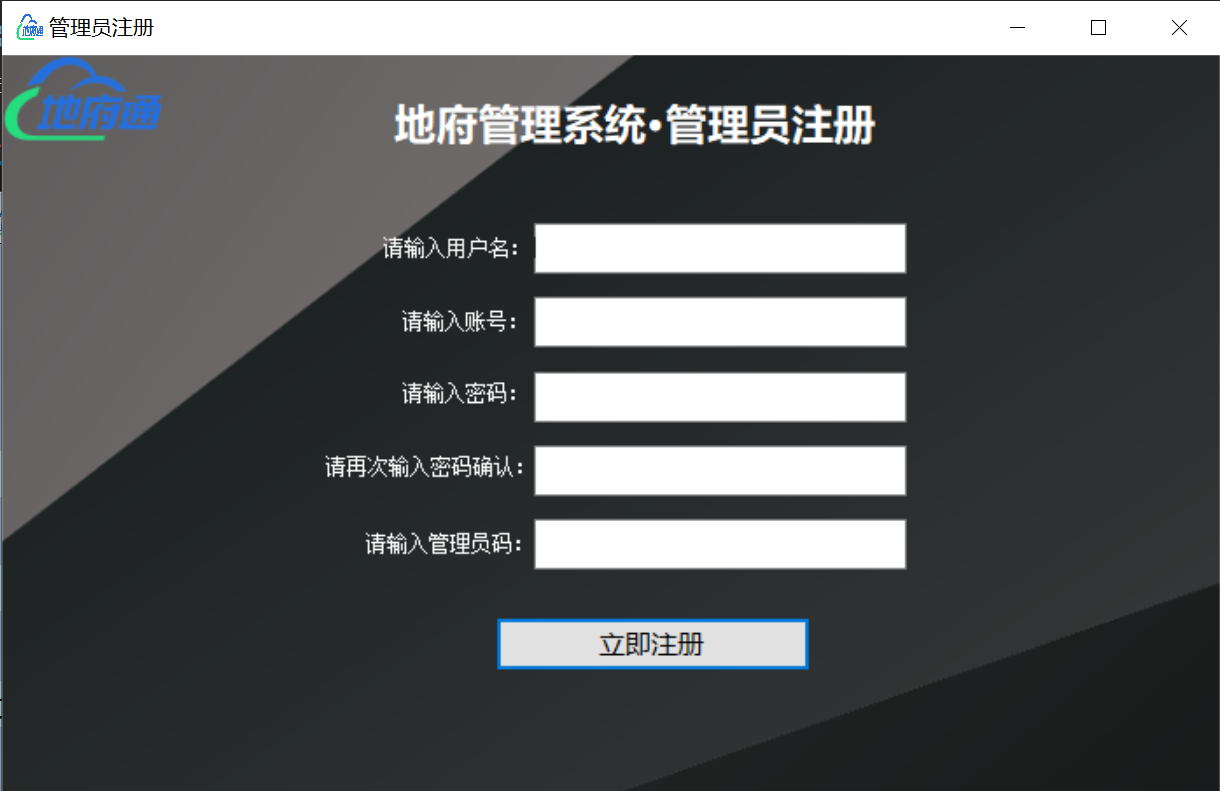 管理员注册
地府通
地府管理系统•管理员注册
请输入用户名：
请输入账号：
请输入密码：
请再次输入密码确认：
请输入管理员码：
立即注册